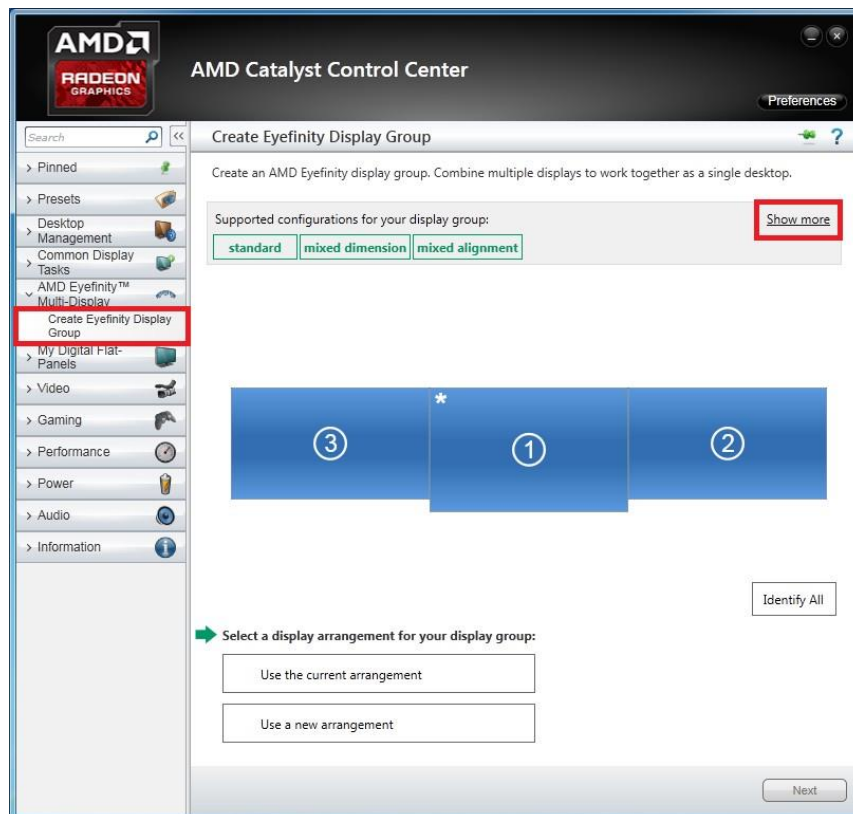 AMD
RADEON
GRAPHICS
AMD Catalyst Control Center
Preferences
Search
<<
Create Eyefinity Display Group
?
> Pinned
Create an AMD Eyefinity display group. Combine multiple displays to work together as a single desktop.
> Presets
Supported configurations for your display group:
Show more
standard
mixed dimension
mixed alignment
> Desktop
Management
> Common Display
Tasks
AMD Eyefinity™
Multi-Display
Create Eyefinity Display
Group
> My Digital Flat-
Panels
> Video
> Gaming
> Performance
> Power
> Audio
> Information
*
3
1
2
Identify All
Select a display arrangement for your display group:
Use the current arrangement
Use a new arrangement
Next